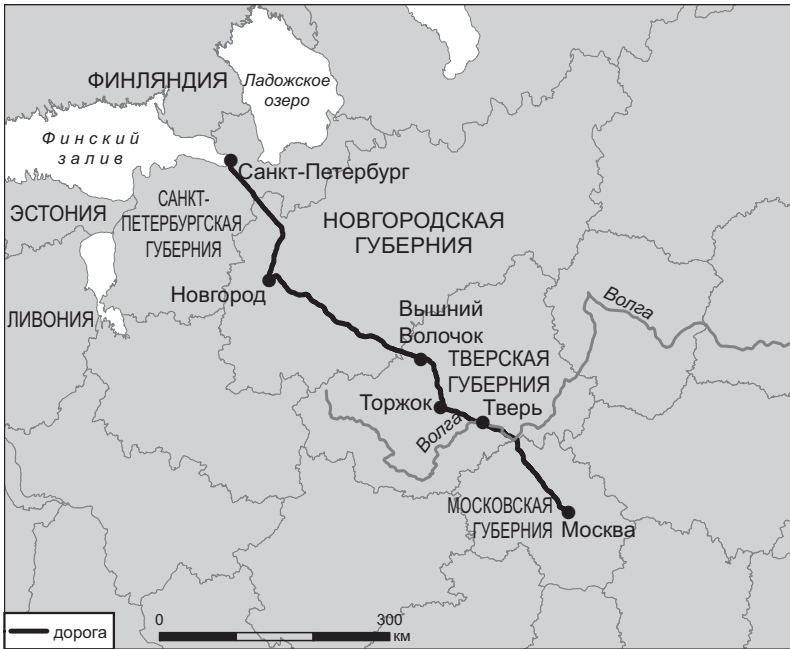 ФИНЛЯНДИЯ
Ладожское
озеро
Финский
залив
Санкт-Петербург
САНКТ-
ПЕТЕРБУРГСКАЯ
ГУБЕРНИЯ
ЭСТОНИЯ
НОВГОРОДСКАЯ
ГУБЕРНИЯ
Новгород
ЛИВОНИЯ
Вышний
Волочок
Волга
ТВЕРСКАЯ
ГУБЕРНИЯ
Торжок
Тверь
Волга
МОСКОВСКАЯ
ГУБЕРНИЯ
Москва
дорога
0
300
км